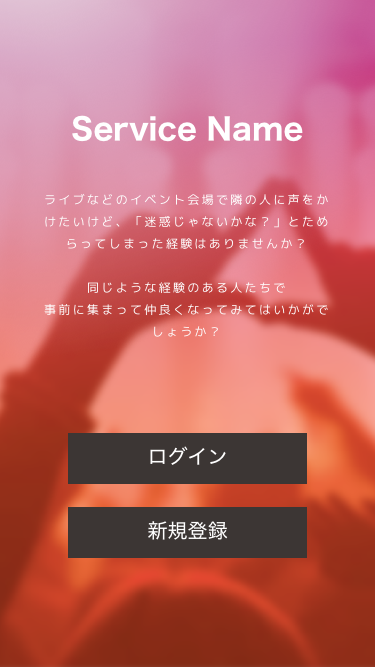 Service Name
ライブなどのイベント会場で隣の人に声をか
けたいけど、「迷惑じゃないかな？」とため
らってしまった経験はありませんか？
同じような経験のある人たちで
事前に集まって仲良くなってみてはいかがで
しょうか？
ログイン
新規登録